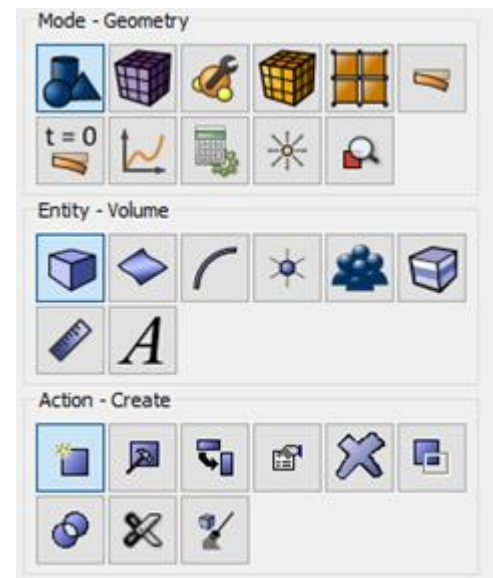 Mode - Geometry
t = 0
Entity - Volume
A
Action - Create